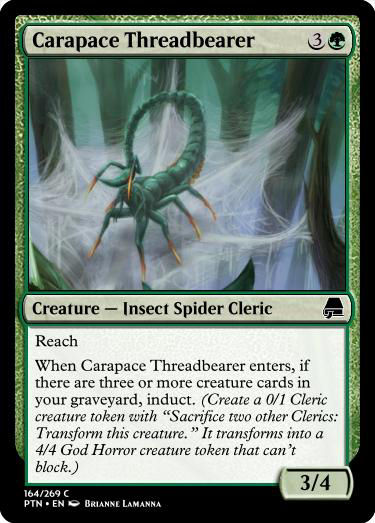 Carapace Threadbearer 3
Creature — Insect Spider Cleric
Reach
When Carapace Threadbearer enters, if
there are three or more creature cards in
your graveyard, induct. (Create a 0/1 Cleric
creature token with “Sacrifice two other Clerics:
Transform this creature.” It transforms into a
4/4 God Horror creature token that can’t
block.)
3/4
164/269 C
PTN • EN Brianne Lamanna